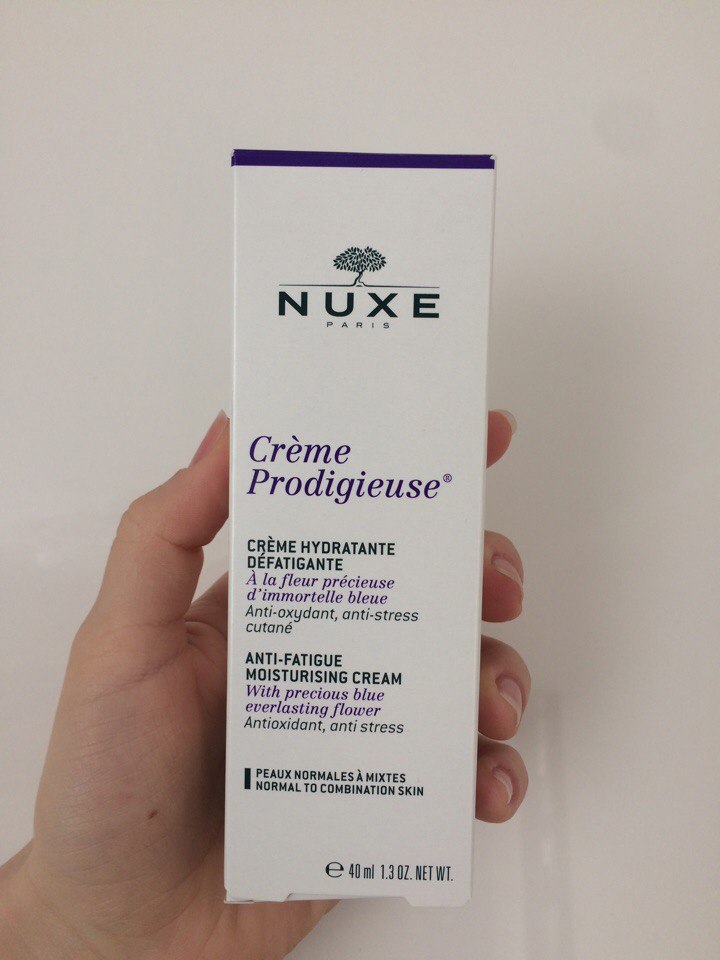 NUXE
PARIS
Crème
Prodigieuse®
CRÈME HYDRATANTE
DÉFATIGANTE
À la fleur précieuse
d'immortelle bleue
Anti-oxydant, anti-stress
cutané
ANTI-FATIGUE
MOISTURISING CREAM
With precious blue
everlasting flower
Antioxidant, anti stress
PEAUX NORMALES À MIXTES
NORMAL TO COMBINATION SKIN
℮ 40 ml 1.3 OZ. NET WT.